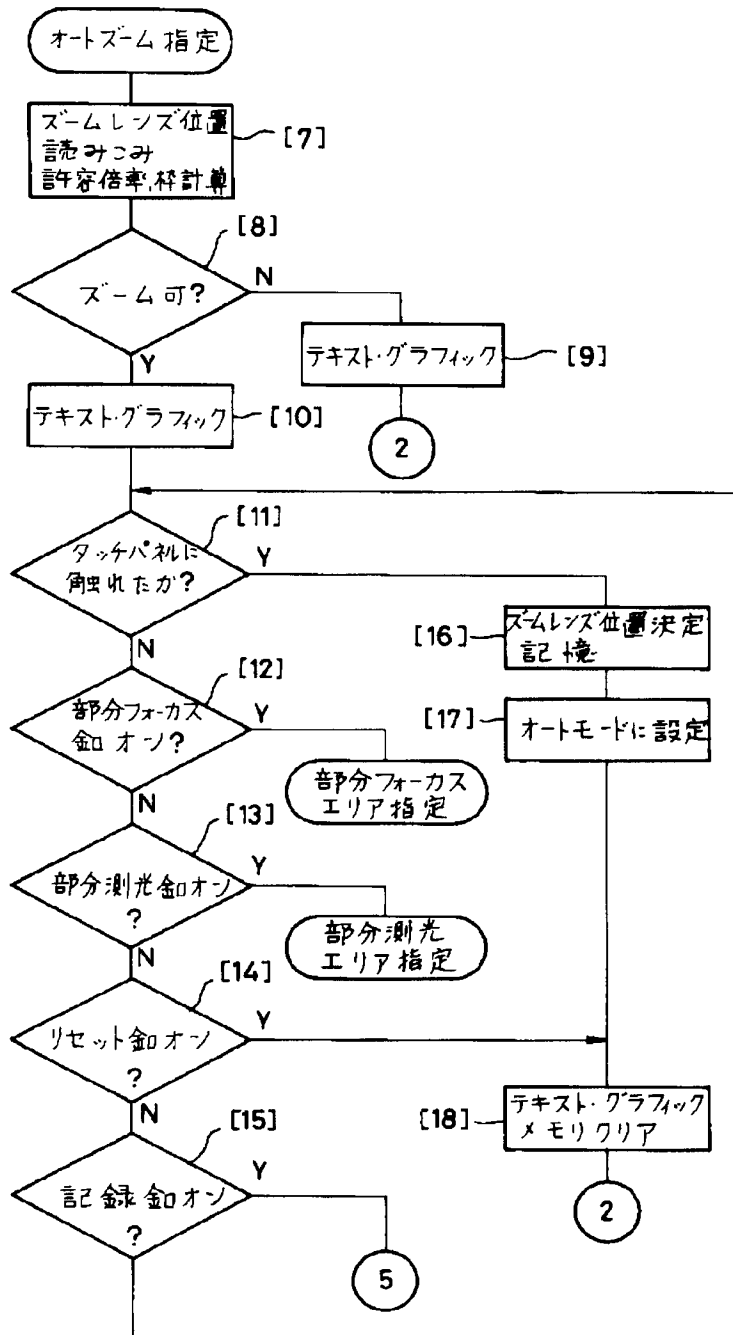 オートズーム指定
ズームレンズ位置
読みこみ
許容倍率,枠計算
[7]
[8]
ズーム可?
N
Y
テキスト・グラフィック
[9]
2
テキスト・グラフィック
[10]
[11]
タッチパネルに
触れたか?
Y
N
ズームレンズ位置決定
記憶
[16]
[12]
部分フォーカス
釦オン?
Y
N
オートモードに設定
[17]
部分フォーカス
エリア指定
[13]
部分測光釦オン
?
Y
N
部分測光
エリア指定
[14]
リセット釦オン
?
Y
N
テキスト・グラフィック
メモリクリア
[18]
2
[15]
記録釦オン
?
Y
5